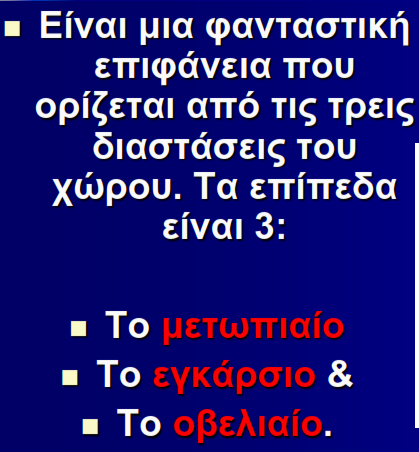 ▪ Είναι μια φανταστική
επιφάνεια που
ορίζεται από τις τρεις
διαστάσεις του
χώρου. Τα επίπεδα
είναι 3:
▪ Το μετωπιαίο
▪ Το εγκάρσιο &
▪ Το οβελιαίο.